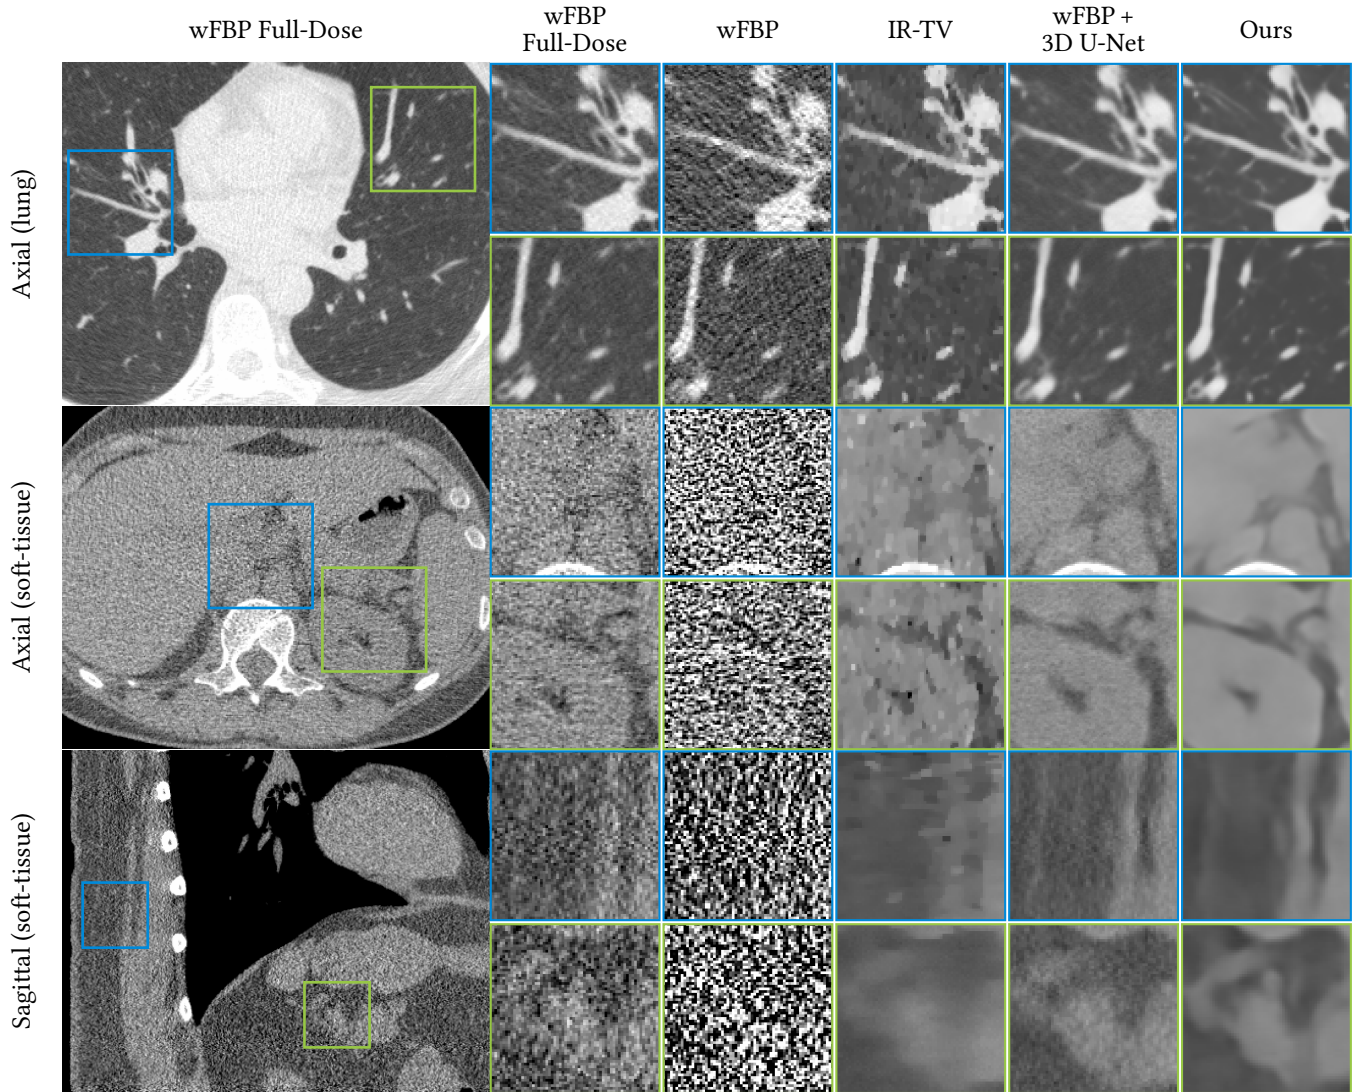 wFBP Full-Dose
wFBP
Full-Dose
wFBP
IR-TV
wFBP +
3D U-Net
Ours
Axial (lung)
Axial (soft-tissue)
Sagittal (soft-tissue)